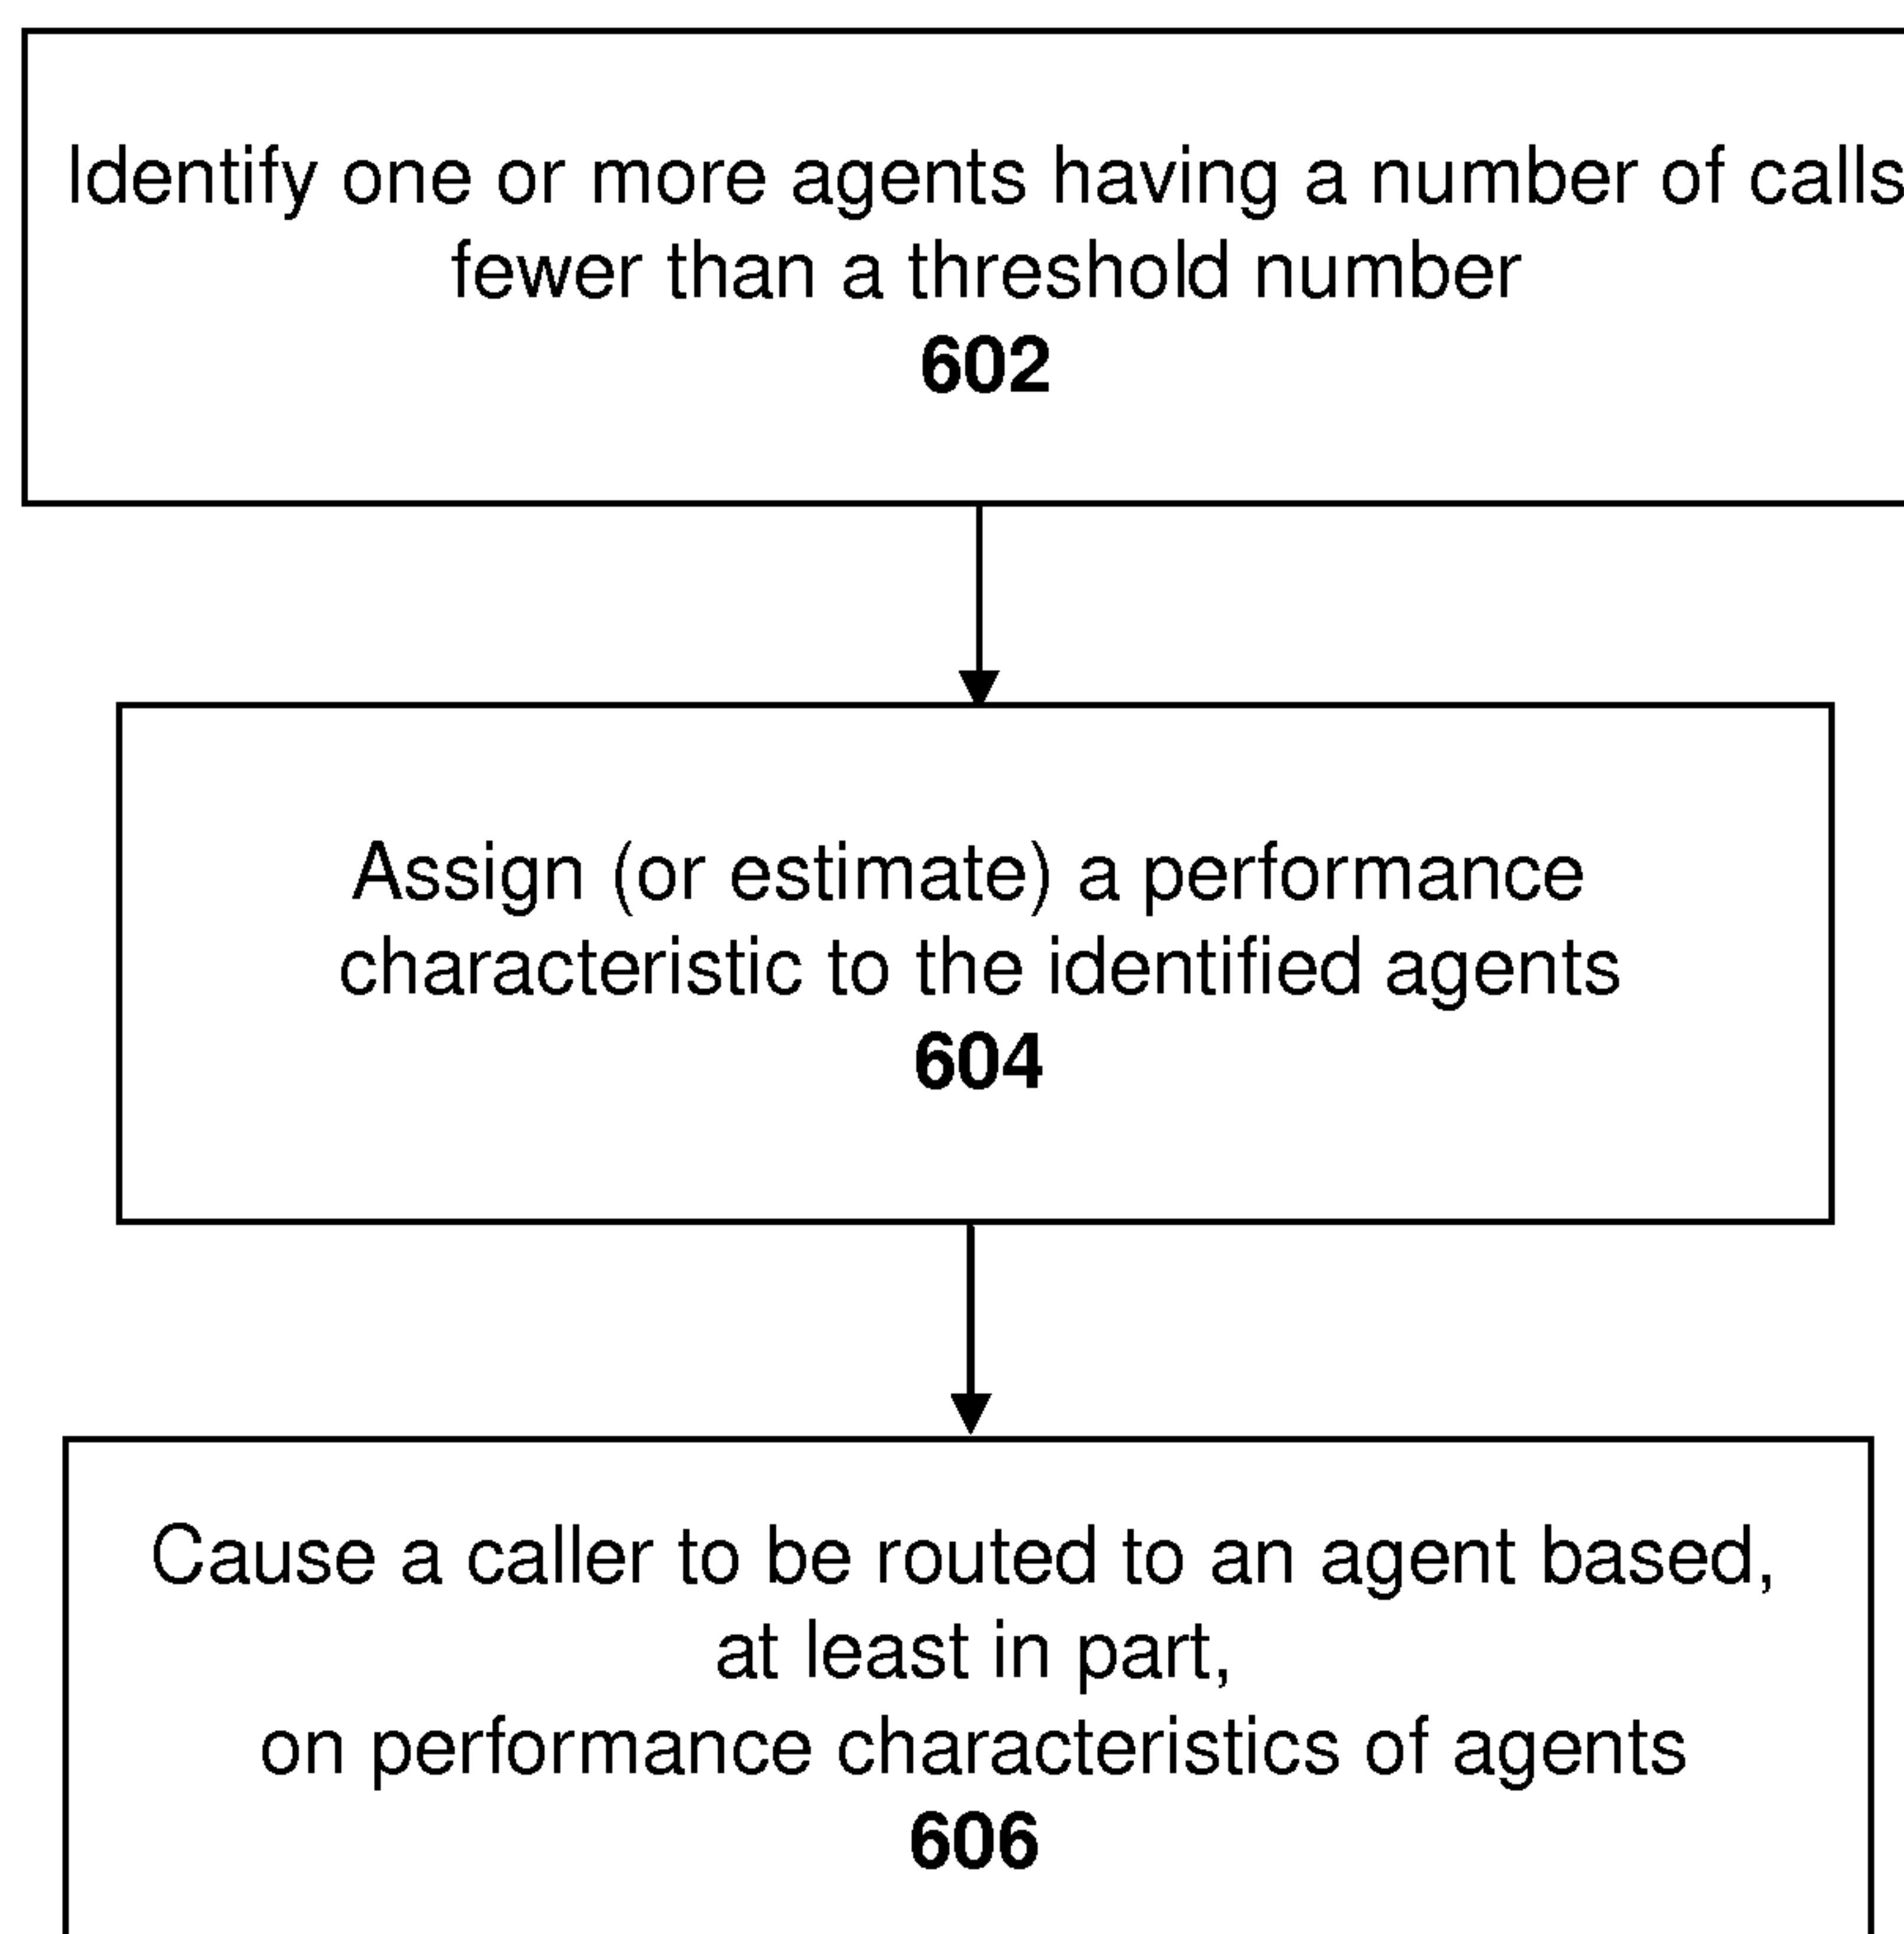 Identify one or more agents having a number of calls
fewer than a threshold number
602
Assign (or estimate) a performance
characteristic to the identified agents
604
Cause a caller to be routed to an agent based,
at least in part,
on performance characteristics of agents
606